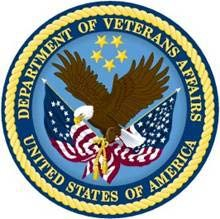 DEPARTMENT OF VETERANS AFFAIRS
UNITED STATES OF AMERICA